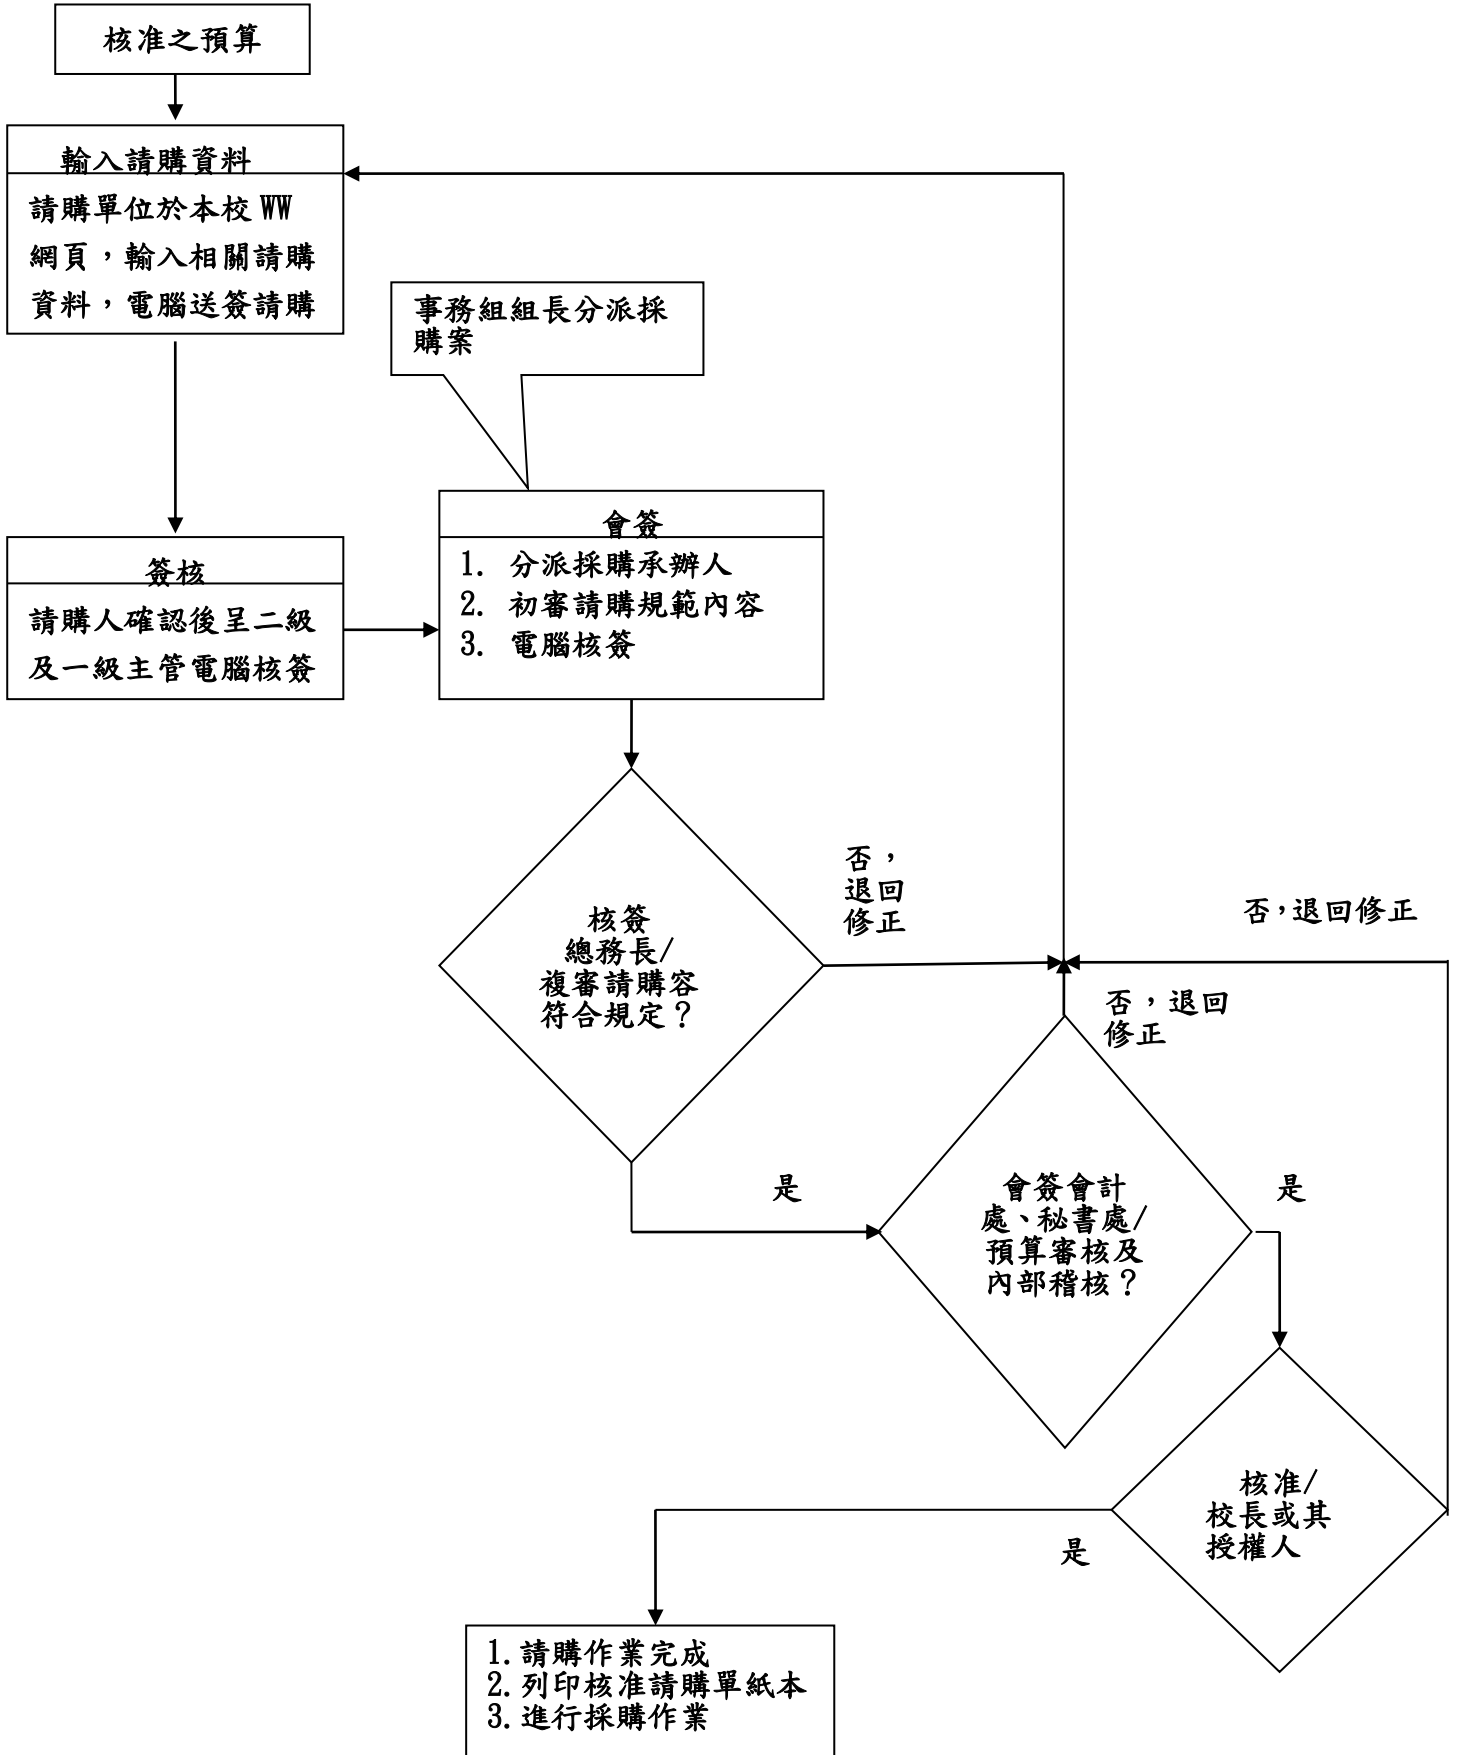 核准之預算
輸入請購資料
請購單位於本校 WW
網頁，輸入相關請購
資料，電腦送簽請購
事務組組長分派採
購案
會簽
1. 分派採購承辦人
2. 初審請購規範內容
3. 電腦核簽
簽核
請購人確認後呈二級
及一級主管電腦核簽
否，
退回
修正
否，退回修正
核簽
總務長/
複審請購容
符合規定？
否，退回
修正
是
會簽會計
處、秘書處/
預算審核及
內部稽核？
是
核准/
校長或其
授權人
是
1.請購作業完成
2.列印核准請購單紙本
3.進行採購作業